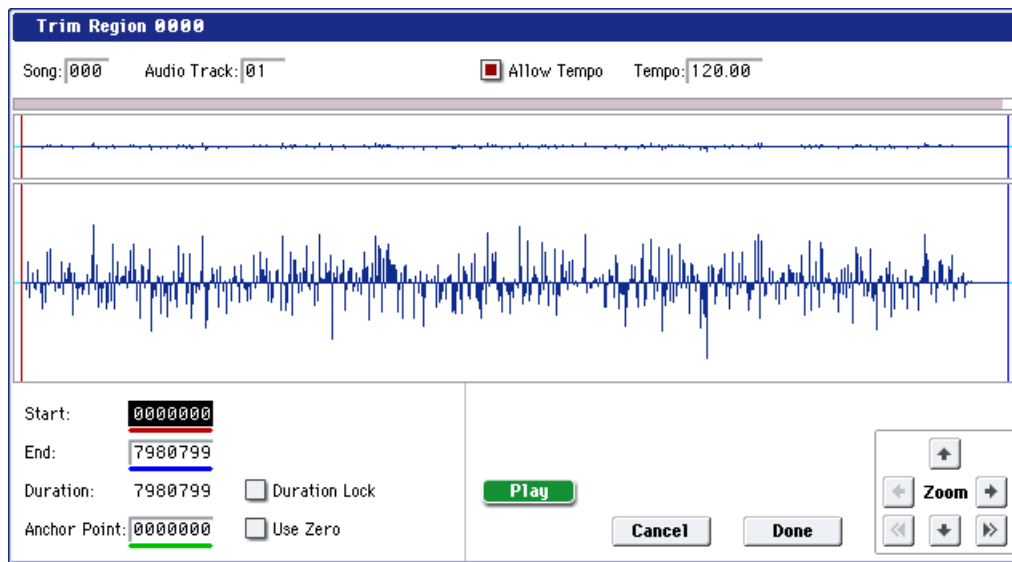 Trim Region 0000
Song: 000 Audio Track: 01 Allow Tempo Tempo: 120.00
Start: 0000000
End: 7980799
Duration: 7980799 Duration Lock
Play
Zoom
Anchor Point: 0000000 Use Zero
Cancel Done